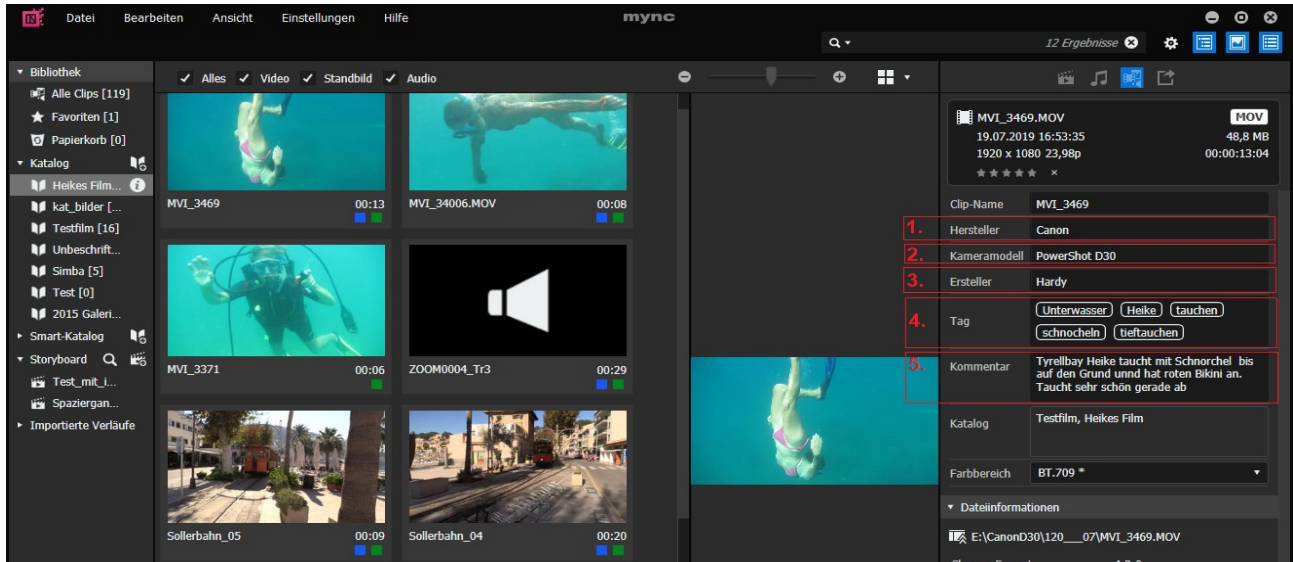 IN
Datei Bearbeiten Ansicht Einstellungen Hilfe
mync
12 Ergebnisse
Bibliothek
Alle Clips [119]
Favoriten [1]
Papierkorb [0]
Katalog
Heikes Film...
kat_bilder [...
Testfilm [16]
Unbeschrift...
Simba [5]
Test [0]
2015 Galeri...
Smart-Katalog
Storyboard
Test_mit_i...
Spaziergan...
Importierte Verläufe
Alles Video Standbild Audio
MVI_3469 00:13
MVI_34006.MOV 00:08
MVI_3371 00:06
ZOOM0004_Tr3 00:29
Sollerbahn_05 00:09
Sollerbahn_04 00:20
MVI_3469.MOV MOV
19.07.2019 16:53:35 48,8 MB
1920 x 1080 23,98p 00:00:13:04
Clip-Name MVI_3469
1. Hersteller Canon
2. Kameramodell PowerShot D30
3. Ersteller Hardy
4. Tag Unterwasser Heike tauchen
schnocheln tieftauchen
5. Kommentar Tyrellbay Heike taucht mit Schnorchel bis
auf den Grund unnd hat roten Bikini an.
Taucht sehr schön gerade ab
Katalog Testfilm, Heikes Film
Farbbereich BT.709 *
Dateiinformationen
E:\CanonD30\120___07\MVI_3469.MOV